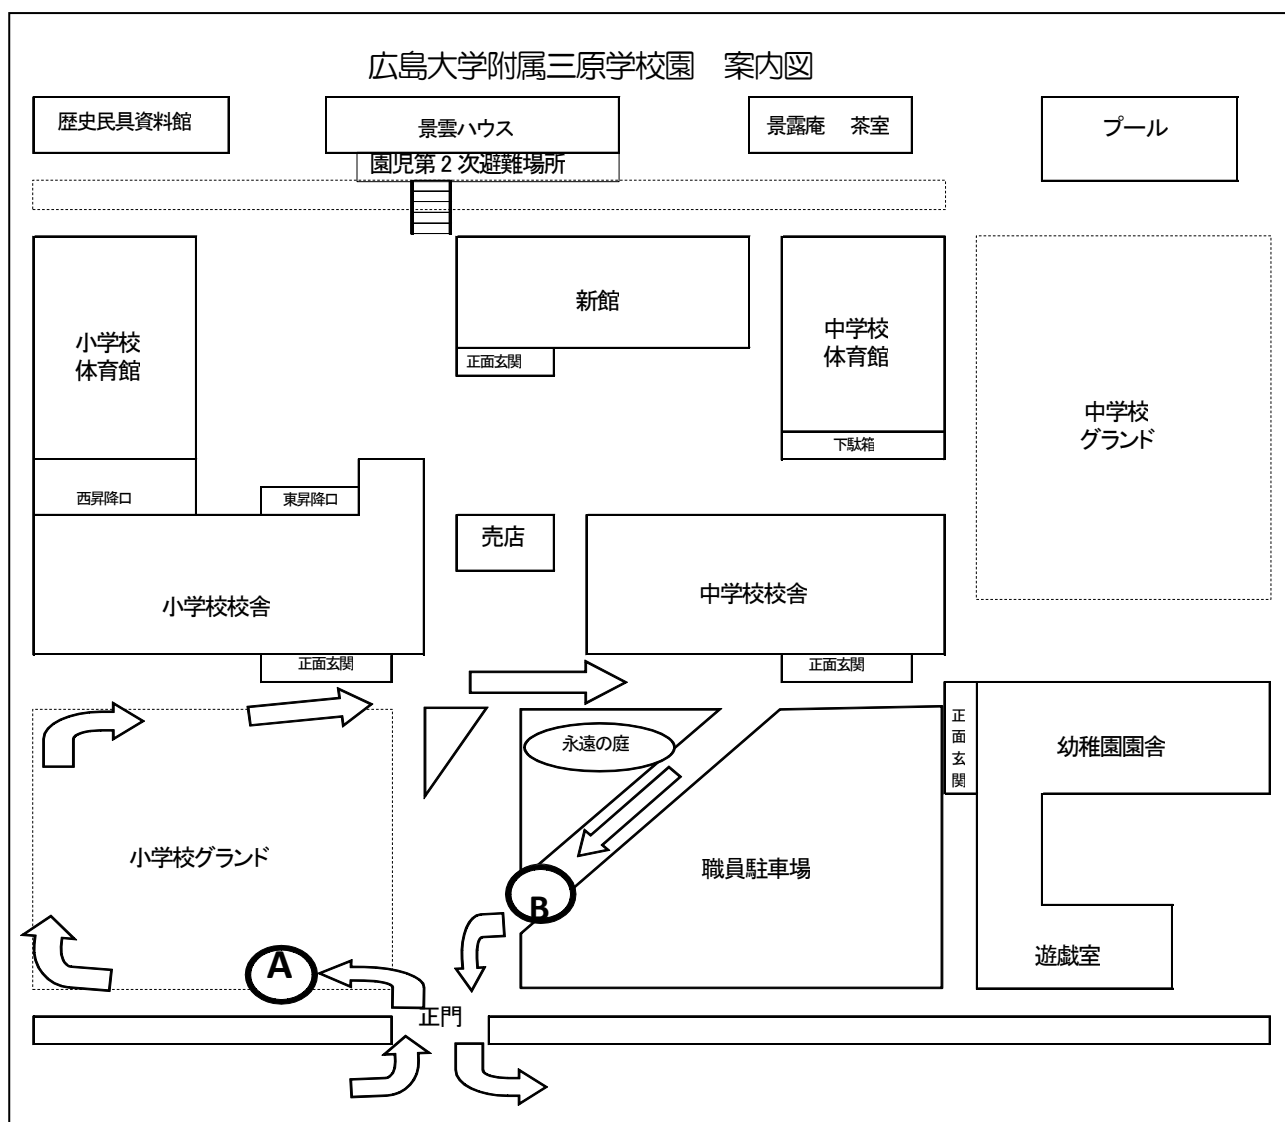 広島大学附属三原学校園　案内図
歴史民具資料館
景雲ハウス
景露庵　茶室
プール
園児第２次避難場所
新館
正面玄関
小学校
体育館
中学校
体育館
下駄箱
中学校
グランド
西昇降口
東昇降口
売店
小学校校舎
中学校校舎
正面玄関
正面玄関
永遠の庭
正面玄関
幼稚園園舎
小学校グランド
職員駐車場
B
A
遊戯室
正門